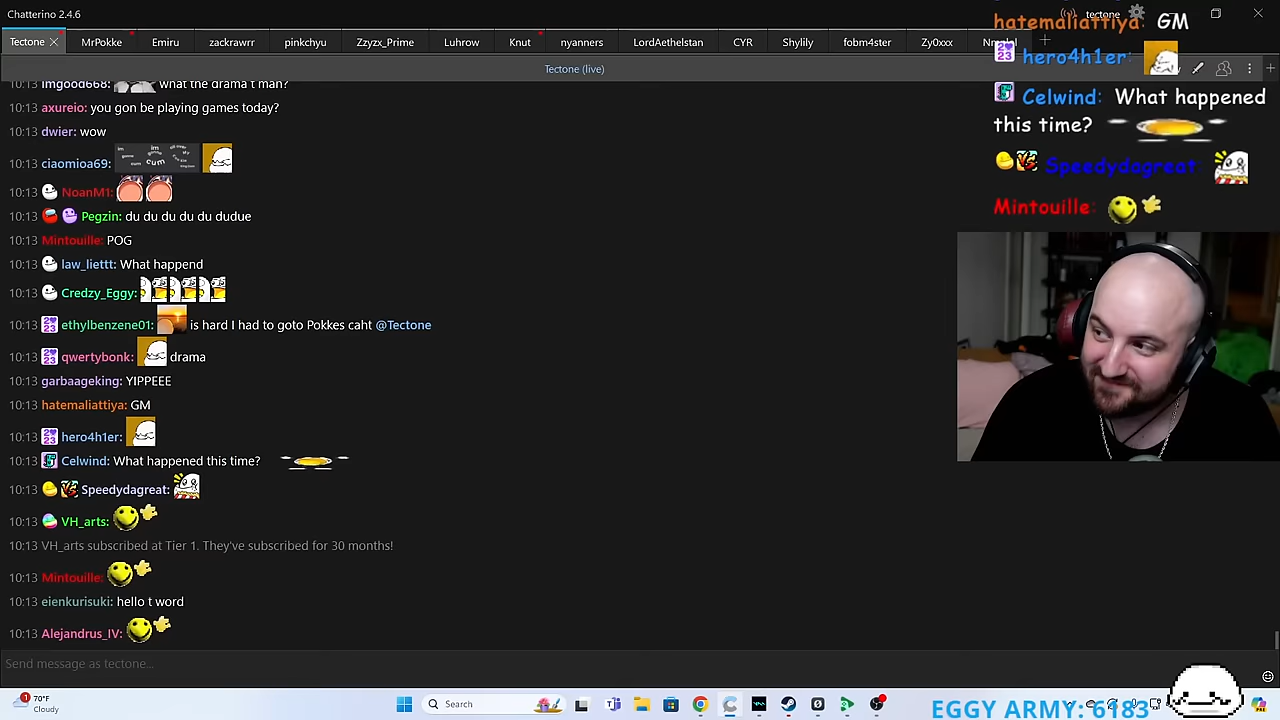 Chatterino 2.4.6
tectone
Tectone MrPokke Emiru zackrawrr pinkchyu Zzyzx_Prime Luhrow Knut nyanners LordAethelstan CYR Shylily fobm4ster Zy0xxx
Tectone (live)
imgood668: what the drama t man?
10:13 axureio: you gon be playing games today?
10:13 dwier: wow
10:13 ciaomioa69:
10:13 NoanM1:
10:13 Pegzin: du du du du du dudue
10:13 Mintouille: POG
10:13 law_liettt: What happend
10:13 Credzy_Eggy:
10:13 ethylbenzene01: is hard I had to goto Pokkes caht @Tectone
10:13 qwertybonk: drama
10:13 garbaageking: YIPPEEE
10:13 hatemaliattiya: GM
10:13 hero4h1er:
10:13 Celwind: What happened this time?
10:13 Speedydagreat:
10:13 VH_arts:
10:13 VH_arts subscribed at Tier 1. They've subscribed for 30 months!
10:13 Mintouille:
10:13 eienkurisuki: hello t word
10:13 Alejandrus_IV:
Send message as tectone...
hatemaliattiya: GM
hero4h1er:
Celwind: What happened
this time?
Speedydagreat
Mintouille:
70°F
Cloudy
Search
EGGY ARMY: 6183